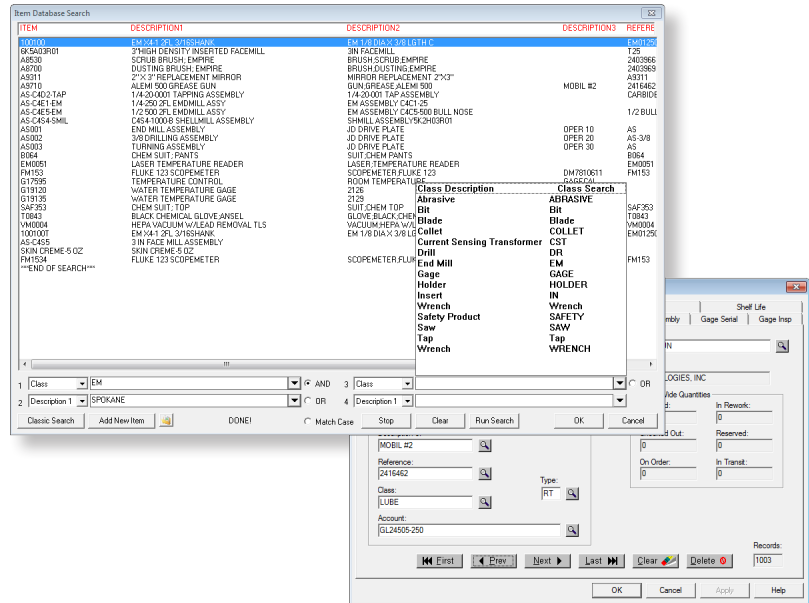 Item Database Search
ITEM DESCRIPTION1 DESCRIPTION2 DESCRIPTION3 REFERE
100100 EM X4-1 2FL 3/16SHANK EM 1/8 DIA X 3/8 LGTH C EM0125C
6K5A03R01 3"HIGH DENSITY INSERTED FACEMILL 3IN FACEMILL T25
A8530 SCRUB BRUSH; EMPIRE BRUSH;SCRUB,EMPIRE 2403966
A8700 DUSTING BRUSH; EMPIRE BRUSH;DUSTING;EMPIRE 2403969
A9311 2"X 3" REPLACEMENT MIRROR MIRROR REPLACEMENT 2"X3" A9311
A9710 ALEMI 500 GREASE GUN GUN;GREASE;ALEMI 500 MOBIL #2 2416462
AS-C4D2-TAP 1/4-20-0001 TAPPING ASSEMBLY 1/4-20-001 TAP ASSEMBLY CARBIDE
AS-C4E1-EM 1/4-250 2FL EMDMILL ASSY EM ASSEMBLY C4C1-25
AS-C4E5-EM 1/2 500 2FL EMDMILL ASSY EM ASSEMBLY C4C5-500 BULL NOSE 1/2 BULL
AS-C4S4-SMIL C4S4-1000-B SHELLMILL ASSEMBLY SHMILL ASSEMBLY5K2H03R01
AS001 END MILL ASSEMBLY JD DRIVE PLATE OPER 10 AS
AS002 3/8 DRILLING ASSEMBLY JD DRIVE PLATE OPER 20 AS-3/8
AS003 TURNING ASSEMBLY JD DRIVE PLATE OPER 30 AS
B064 CHEM SUIT; PANTS SUIT;CHEM PANTS B064
EM0051 LASER TEMPERATURE READER LASER;TEMPERATURE READER EM0051
FM153 FLUKE 123 SCOPEMETER SCOPEMETER,FLUKE 123 DM7810611 FM153
G17595 TEMPERATURE CONTROL ROOM TEMPERATURE
G19120 WATER TEMPERATURE GAGE 2126
G19135 WATER TEMPERATURE GAGE 2129
SAF353 CHEM SUIT; TOP SUIT;CHEM TOP SAF353
T0843 BLACK CHEMICAL GLOVE;ANSEL GLOVE;BLACK;CHEM T0843
VM0004 HEPA VACUUM W/LEAD REMOVAL TLS VACUUM;HEPA W/L VM0004
100100T EM X4-1 2FL 3/16SHANK EM 1/8 DIA X 3/8 LG EM0125C
AS-C4S5 3 IN FACE MILL ASSEMBLY
SKIN CREME-5 OZ SKIN CREME-5 OZ
FM1534 FLUKE 123 SCOPEMETER SCOPEMETER,FLUK FM153
***END OF SEARCH***
Class Description Class Search
Abrasive ABRASIVE
Bit Bit
Blade Blade
Collet COLLET
Current Sensing Transformer CST
Drill DR
End Mill EM
Gage GAGE
Holder HOLDER
Insert IN
Wrench Wrench
Safety Product SAFETY
Saw SAW
Tap Tap
Wrench WRENCH
1 Class EM AND 3 Class OR
2 Description 1 SPOKANE OR 4 Description 1
Classic Search Add New Item DONE! Match Case Stop Clear Run Search OK Cancel
Shelf Life
mbly Gage Serial Gage Insp
LOGIES, INC
Wide Quantities
In Rework:
0
Out: Reserved:
0 0
On Order: In Transit:
0 0
MOBIL #2
Reference:
2416462
Type:
RT
Class:
LUBE
Account:
GL24505-250
Records:
First Prev Next Last Clear Delete 1003
OK Cancel Apply Help